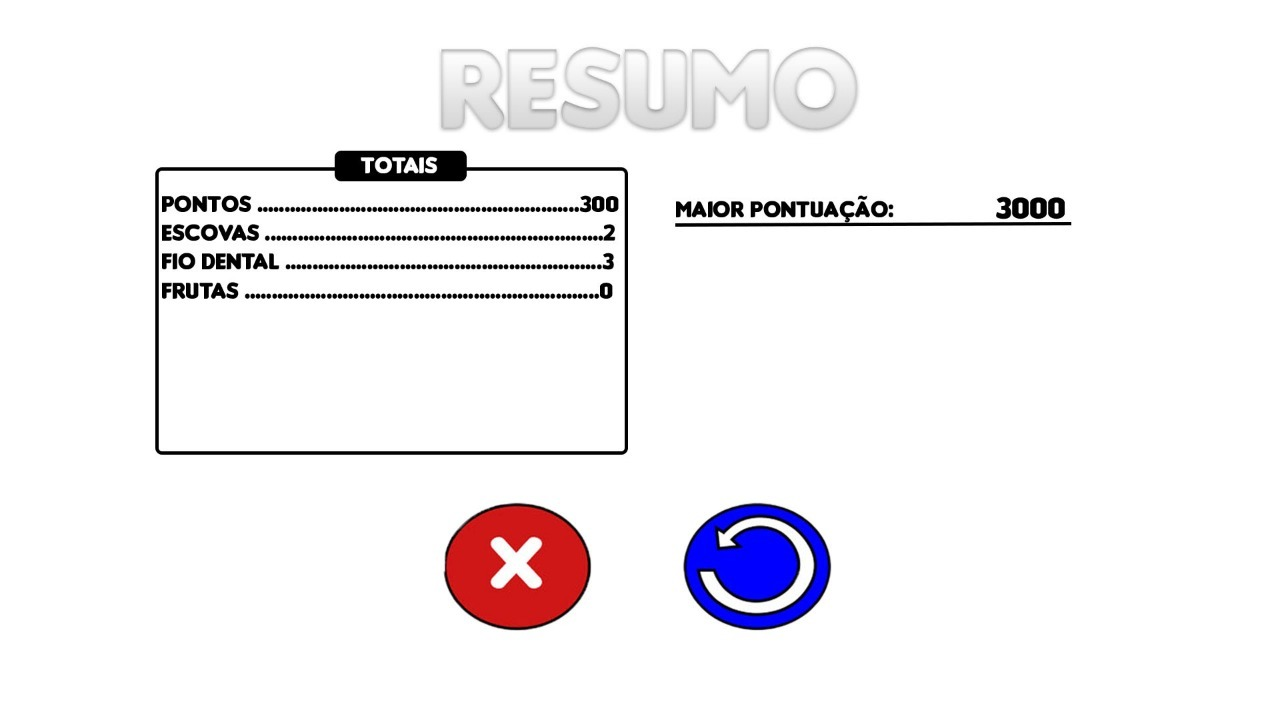 RESUMO
TOTAIS
PONTOS ............................................................300
ESCOVAS ...............................................................2
FIO DENTAL ...........................................................3
FRUTAS ..................................................................0
MAIOR PONTUAÇÃO: 3000